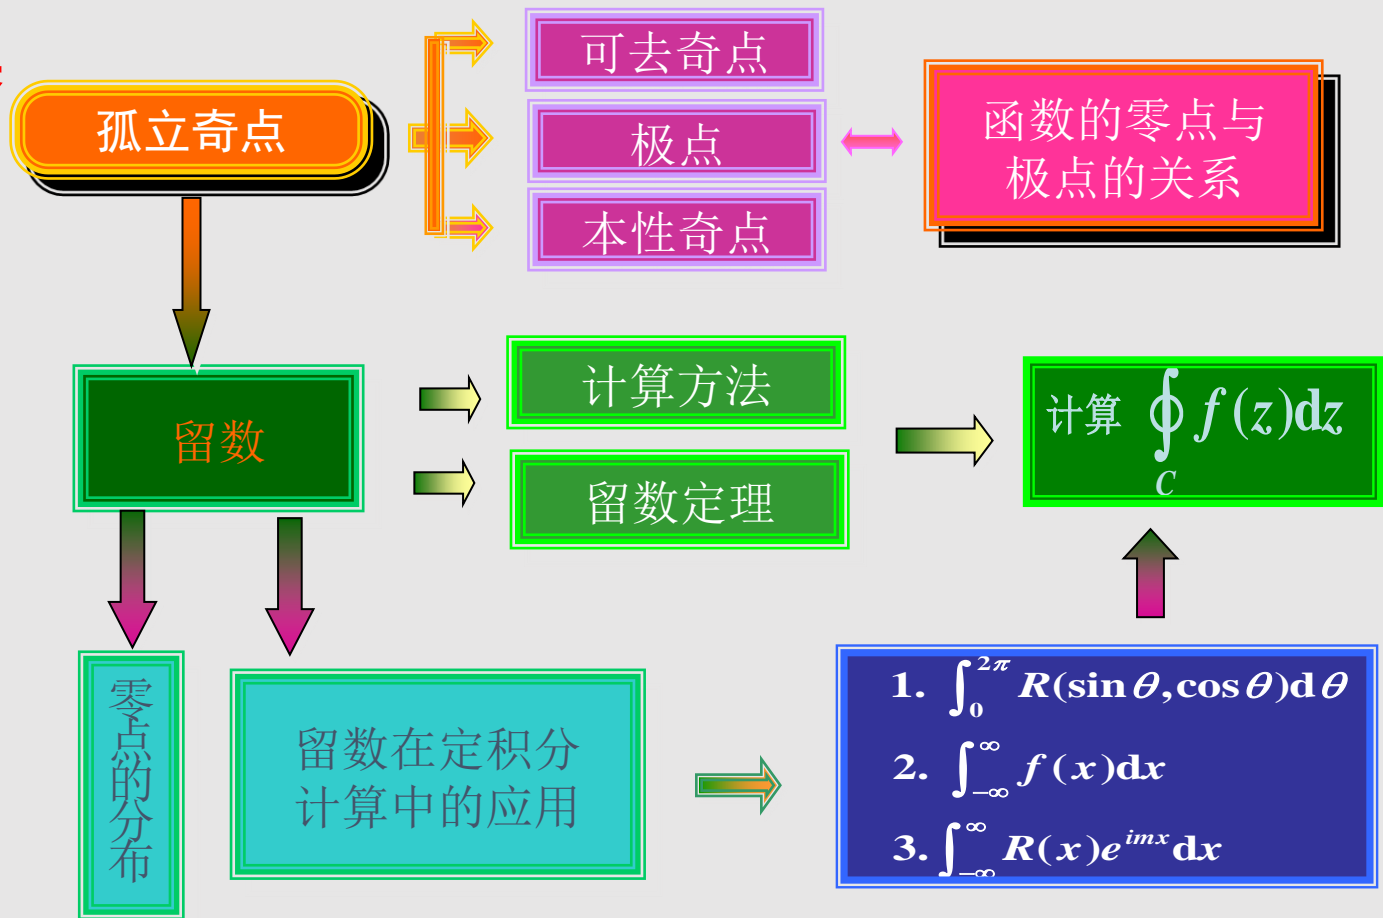 孤立奇点
可去奇点
极点
本性奇点
函数的零点与
极点的关系
留数
计算方法
留数定理
计算 ∮_C f(z)dz
零点的分布
留数在定积分
计算中的应用
1. ∫_0^{2π} R(sinθ,cosθ)dθ
2. ∫_{-∞}^{∞} f(x)dx
3. ∫_{-∞}^{∞} R(x)e^{imx}dx